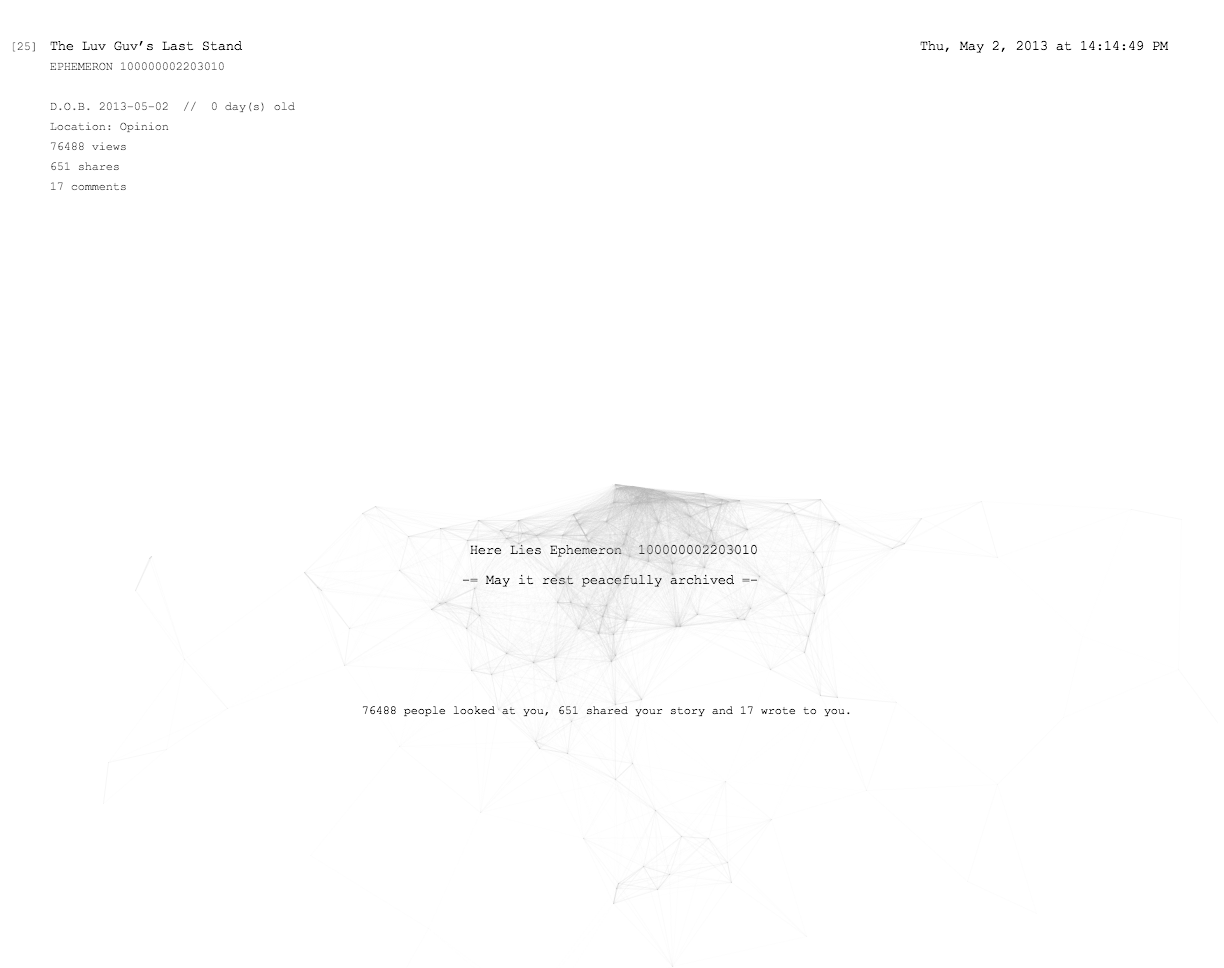 [25] The Luv Guv's Last Stand
Thu, May 2, 2013 at 14:14:49 PM
EPHEMERON 100000002203010
D.O.B. 2013-05-02 // 0 day(s) old
Location: Opinion
76488 views
651 shares
17 comments
Here Lies Ephemeron 100000002203010
-= May it rest peacefully archived =-
76488 people looked at you, 651 shared your story and 17 wrote to you.